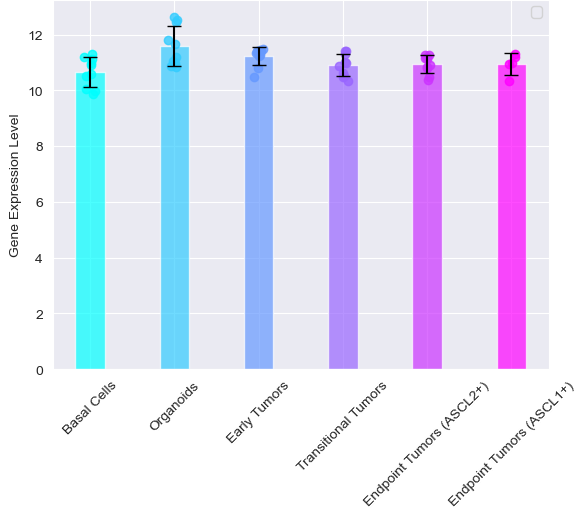 Gene Expression Level
12
10
8
6
4
2
0
Basal Cells
Organoids
Early Tumors
Transitional Tumors
Endpoint Tumors (ASCL2+)
Endpoint Tumors (ASCL1+)